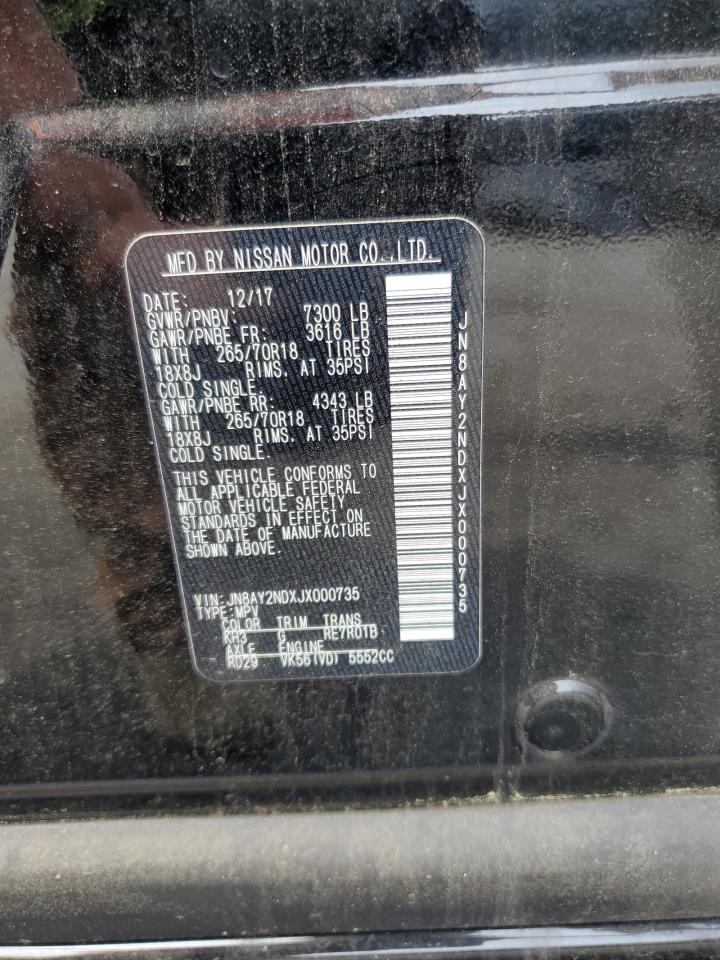 MFD BY NISSAN MOTOR CO.,LTD.
DATE: 12/17
GVWR/PNBV: 7300 LB
GAWR/PNBE FR: 3616 LB
WITH 265/70R18 TIRES
18X8J RIMS. AT 35PSI
COLD SINGLE.
GAWR/PNBE RR: 4343 LB
WITH 265/70R18 TIRES
18X8J RIMS. AT 35PSI
COLD SINGLE.
THIS VEHICLE CONFORMS TO
ALL APPLICABLE FEDERAL
MOTOR VEHICLE SAFETY
STANDARDS IN EFFECT ON
THE DATE OF MANUFACTURE
SHOWN ABOVE.
VIN: JN8AY2NDXJX000735
TYPE: MPV
COLOR TRIM TRANS
KH3 G RE7R01B
AXLE ENGINE
RD29 VK56(VD) 5552CC
JN8AY2NDXJX000735